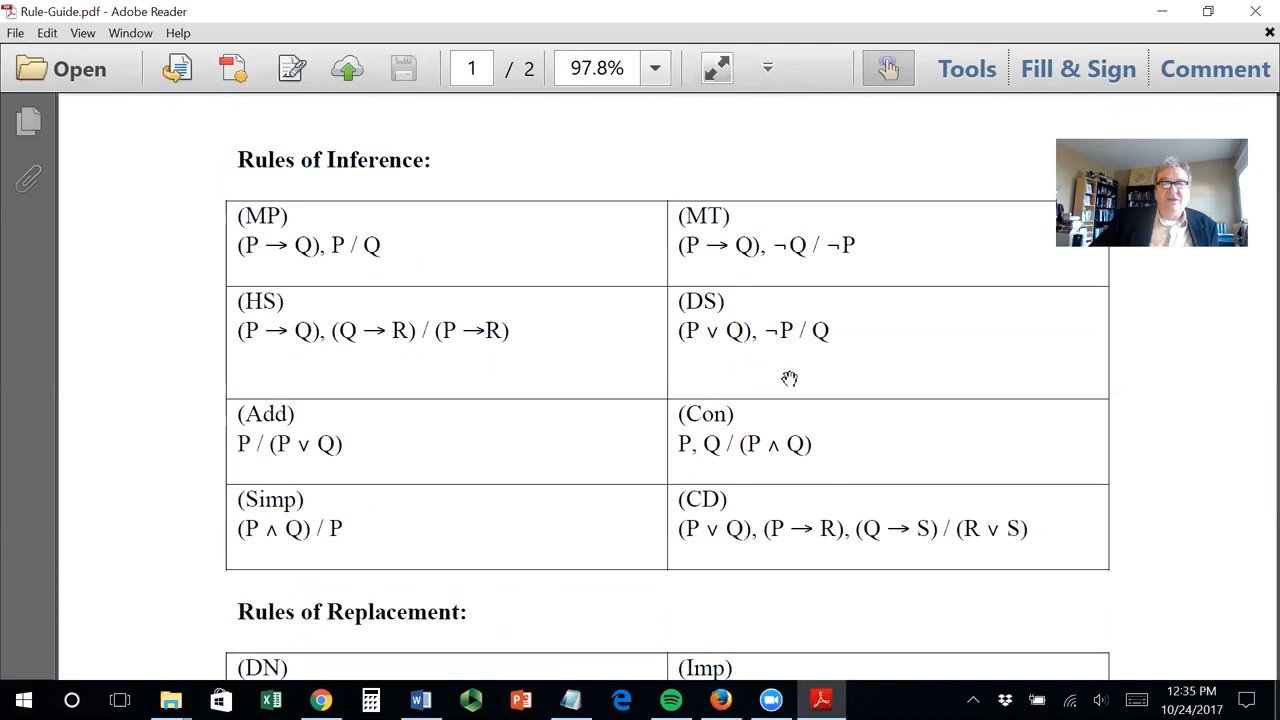 Rule-Guide.pdf - Adobe Reader
File Edit View Window Help
Open 1 / 2 97.8% Tools Fill & Sign Comment
Rules of Inference:
(MP)
(P → Q), P / Q
(MT)
(P → Q), ¬Q / ¬P
(HS)
(P → Q), (Q → R) / (P →R)
(DS)
(P ∨ Q), ¬P / Q
(Add)
P / (P ∨ Q)
(Con)
P, Q / (P ∧ Q)
(Simp)
(P ∧ Q) / P
(CD)
(P ∨ Q), (P → R), (Q → S) / (R ∨ S)
Rules of Replacement:
(DN)
(Imp)
12:35 PM
10/24/2017